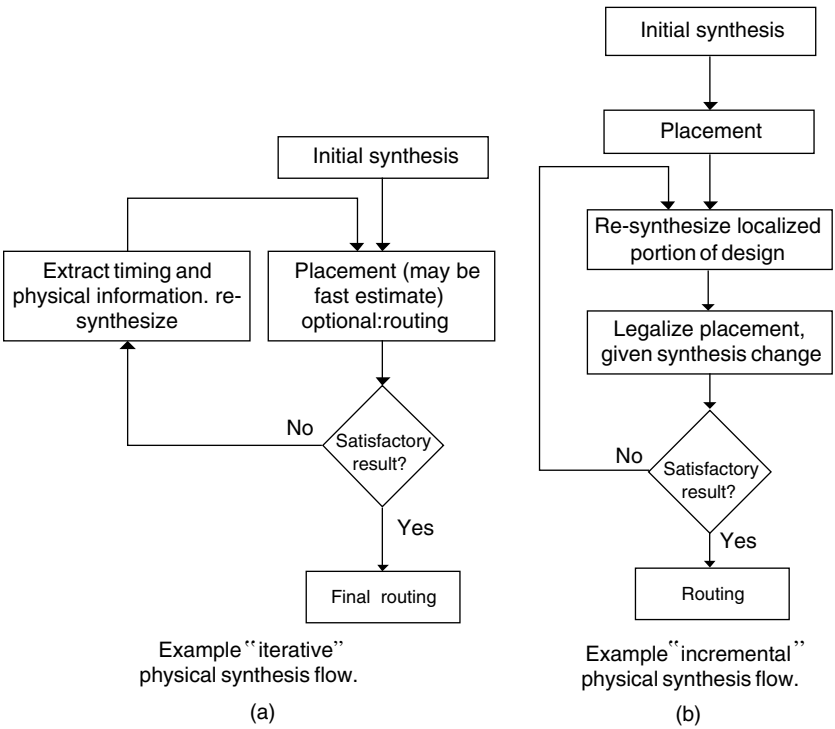 Initial synthesis
Extract timing and
physical information. re-
synthesize
Placement (may be
fast estimate)
optional:routing
No
Satisfactory
result?
Yes
Final routing
Example “iterative”
physical synthesis flow.
(a)
Initial synthesis
Placement
Re-synthesize localized
portion of design
Legalize placement,
given synthesis change
No
Satisfactory
result?
Yes
Routing
Example “incremental”
physical synthesis flow.
(b)